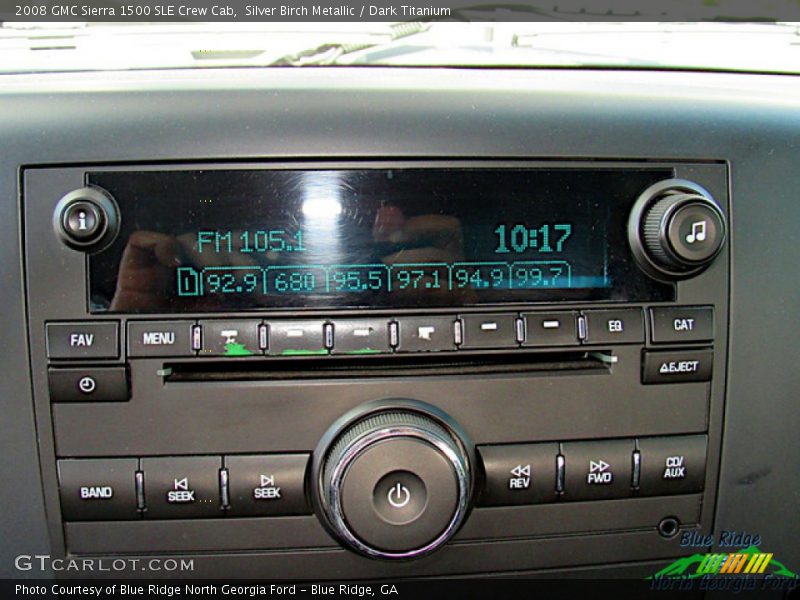 2008 GMC Sierra 1500 SLE Crew Cab,  Silver Birch Metallic / Dark Titanium
i
FM 105.1 10:17
1 92.9 680 95.5 97.1 94.9 99.7
FAV MENU EQ CAT
EJECT
BAND SEEK SEEK REV FWD CD/AUX
Blue Ridge
North Georgia Ford
GTCARLOT.COM
Photo Courtesy of Blue Ridge North Georgia Ford – Blue Ridge, GA